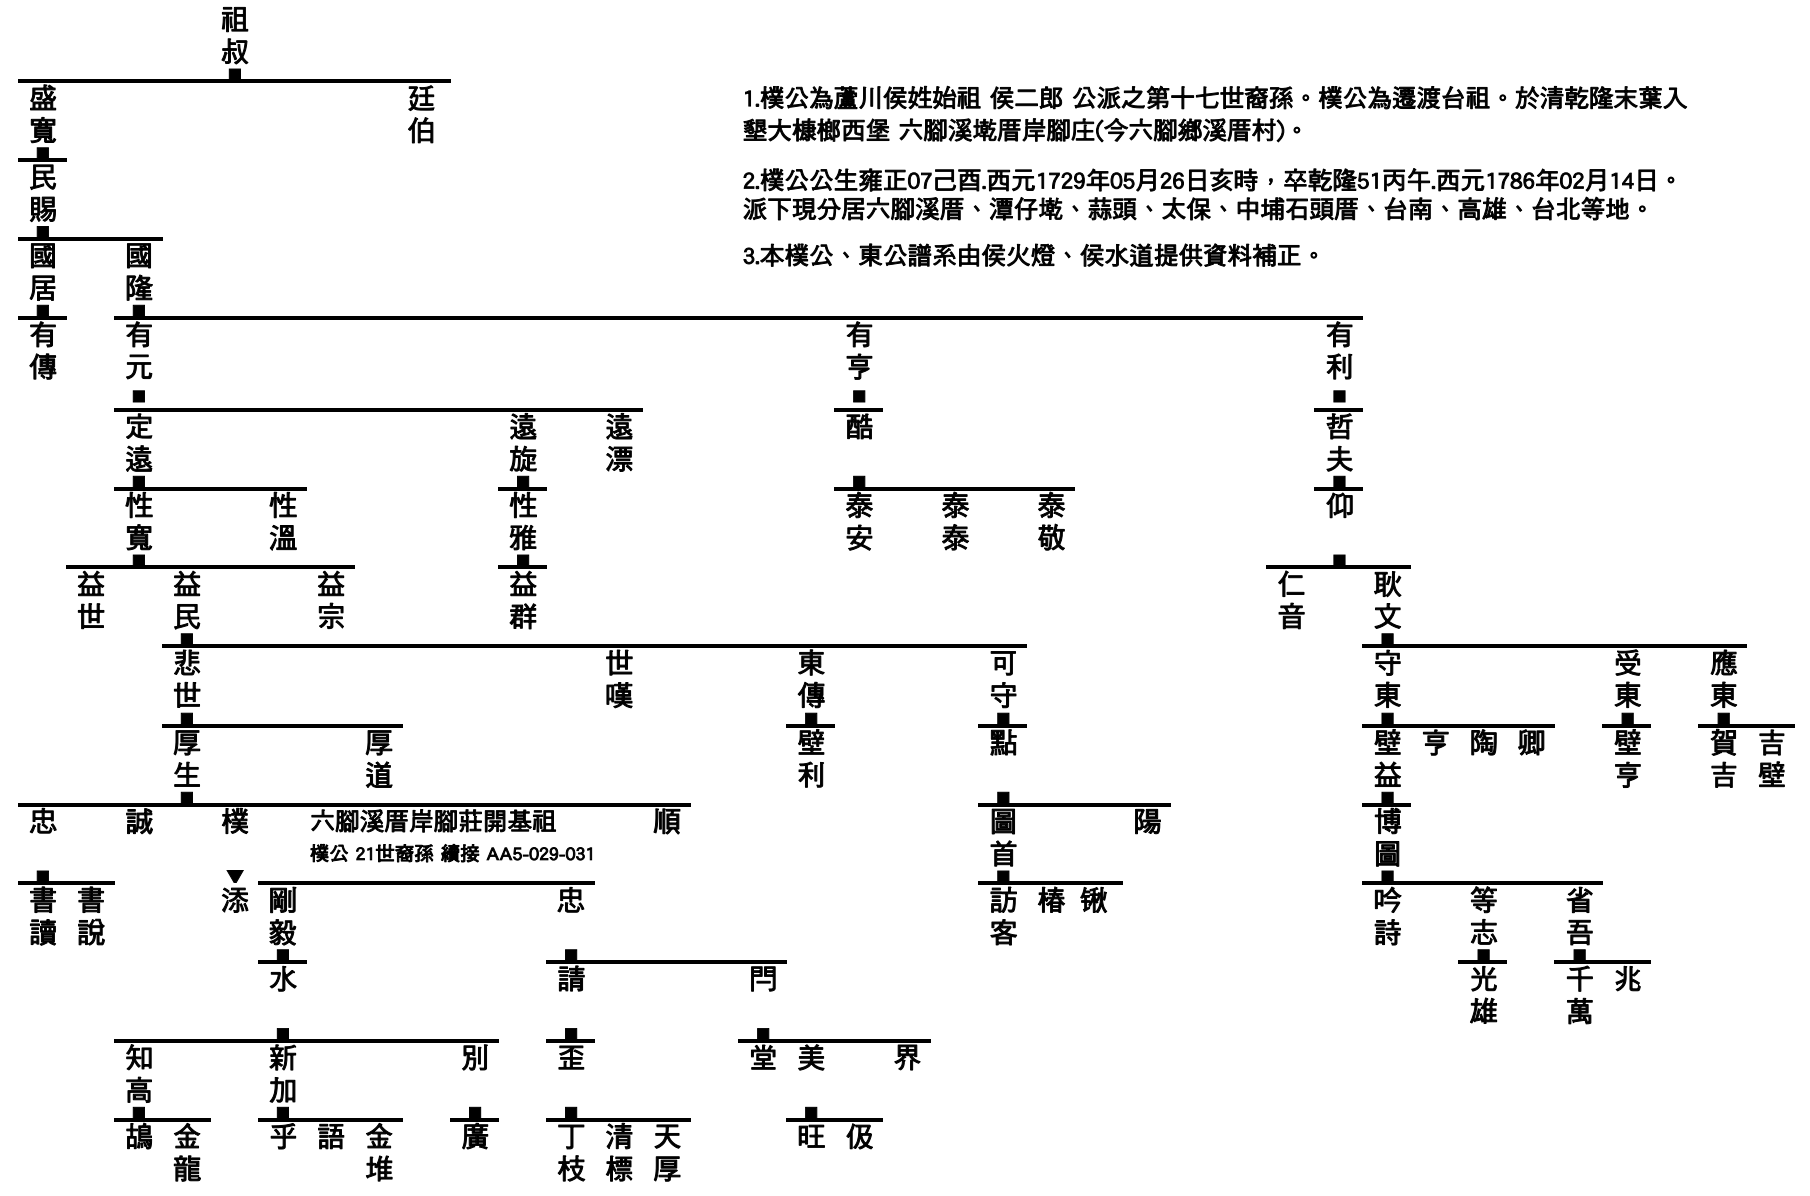 祖叔
盛寬
廷伯
1.樸公為蘆川侯姓始祖 侯二郎 公派之第十七世裔孫。樸公為遷渡台祖。於清乾隆末葉入
墾大槺榔西堡 六腳溪墘厝岸腳庄(今六腳鄉溪厝村)。
2.樸公公生雍正07己酉.西元1729年05月26日亥時，卒乾隆51丙午.西元1786年02月14日。
派下現分居六腳溪厝、潭仔墘、蒜頭、太保、中埔石頭厝、台南、高雄、台北等地。
3.本樸公、東公譜系由侯火燈、侯水道提供資料補正。
民賜
國居
國隆
有傳
有元
有亨
有利
定遠
遠旋
遠漂
酷
哲夫
性寬
性溫
性雅
泰安
泰泰
泰敬
仰
益世
益民
益宗
益群
仁音
耿文
悲世
世嘆
東傳
可守
守東
受東
應東
厚生
厚道
壁利
點
壁益
亨
陶
卿
壁亨
賀吉
吉壁
忠
誠
樸
六腳溪厝岸腳莊開基祖
樸公 21世裔孫 續接 AA5-029-031
順
圖首
陽
博圖
書讀
書說
添
剛毅
忠
訪客
椿
锹
吟詩
等志
省吾
水
請
閂
光雄
千萬
兆
知高
新加
別
歪
堂
美
界
鴣
金龍
乎
語
金堆
廣
丁枝
清標
天厚
旺
伋